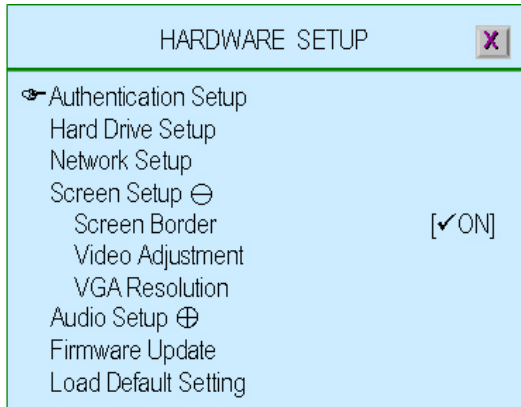 HARDWARE SETUP X
Authentication Setup
Hard Drive Setup
Network Setup
Screen Setup ⊖
Screen Border [✔ON]
Video Adjustment
VGA Resolution
Audio Setup ⊕
Firmware Update
Load Default Setting